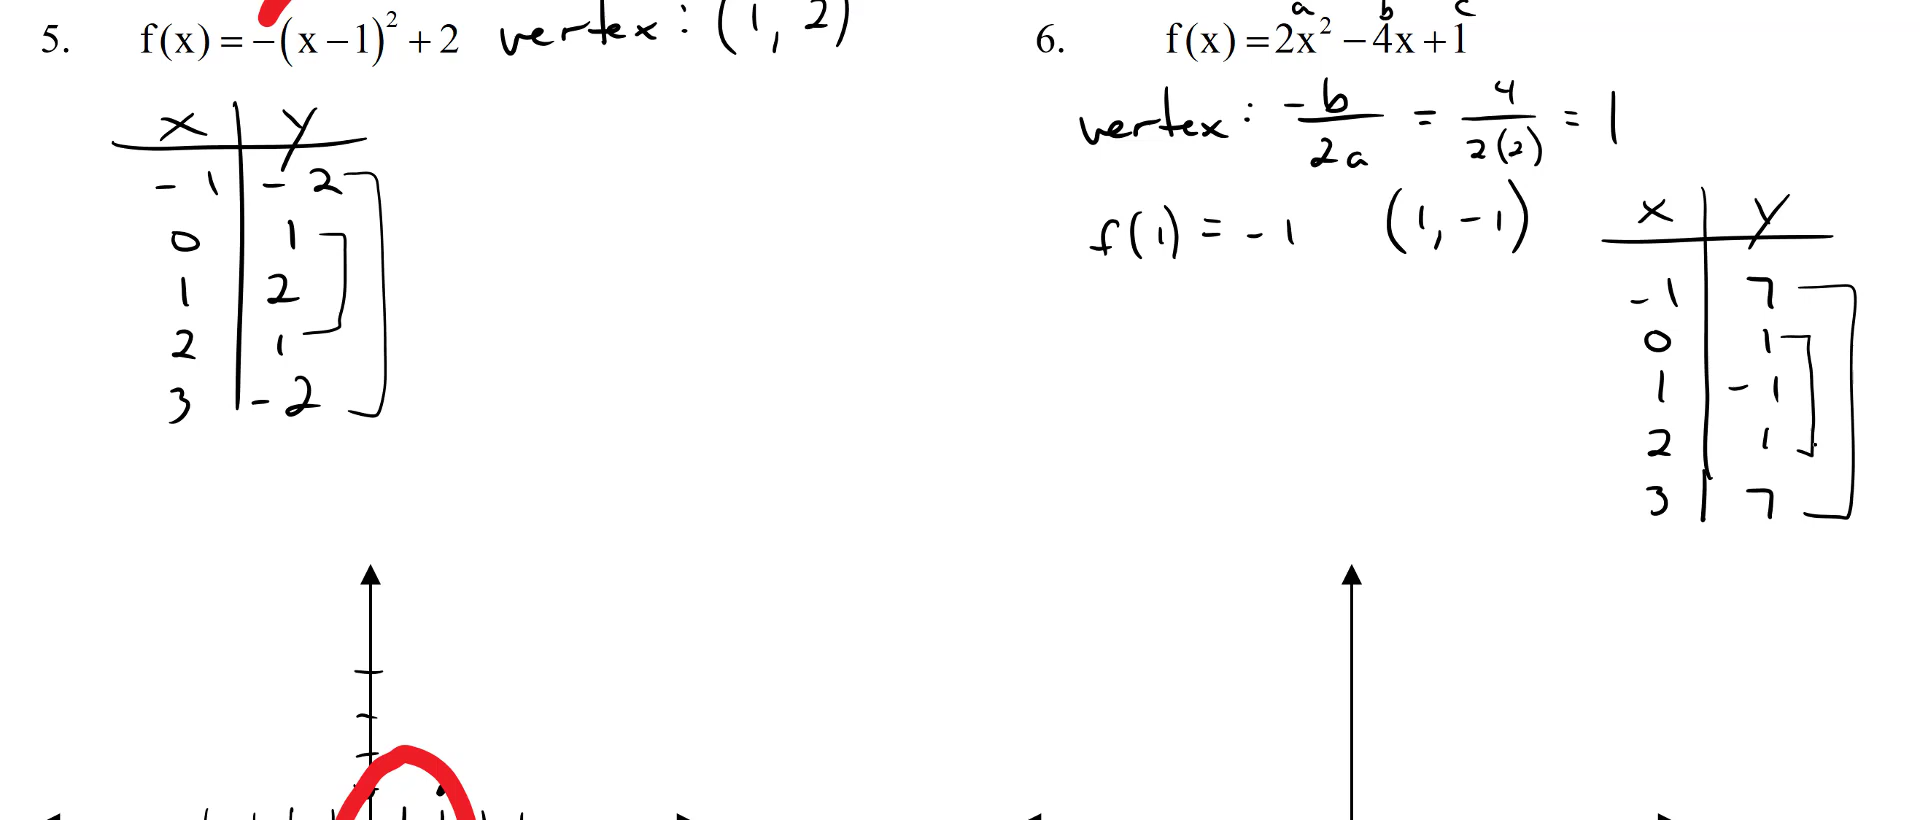 5. f(x) = -(x - 1)² + 2 vertex : (1, 2)
x y
-1 -2
0 1
1 2
2 1
3 -2
a b c
6. f(x) = 2x² - 4x + 1
vertex : -b/2a = 4/2(2) = 1
f(1) = -1 (1, -1)
x y
-1 7
0 1
1 -1
2 1
3 7